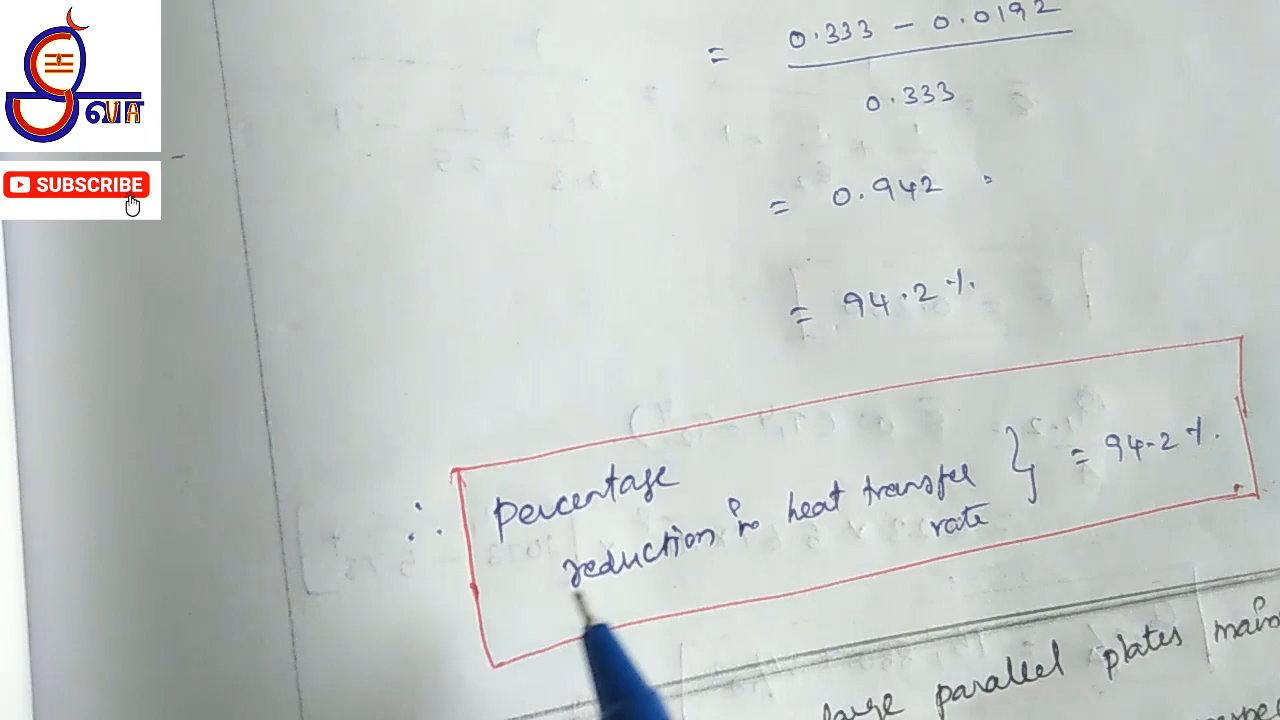 சிவா
SUBSCRIBE
= 0.333 - 0.0192
0.333
= 0.942
= 94.2 %.
∴ percentage
reduction in heat transfer } = 94.2 %.
rate
large parallel plates